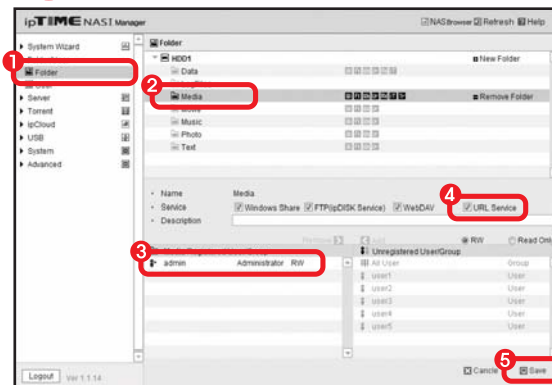 ipTIME NAS1 Manager
NASBrowser Refresh Help
System Wizard
Folder
Server
Torrent
ipCloud
USB
System
Advanced
Folder
HDD1 New Folder
Data
Media Remove Folder
Music
Photo
Text
Name Media
Service Windows Share FTP(ipDISK Service) WebDAV URL Service
Description
RW Read Only
Unregistered User/Group
admin Administrator RW
All User Group
user1 User
user2 User
user3 User
user4 User
user5 User
Cancle Save
Logout Ver 1.1.14
1
2
3
4
5